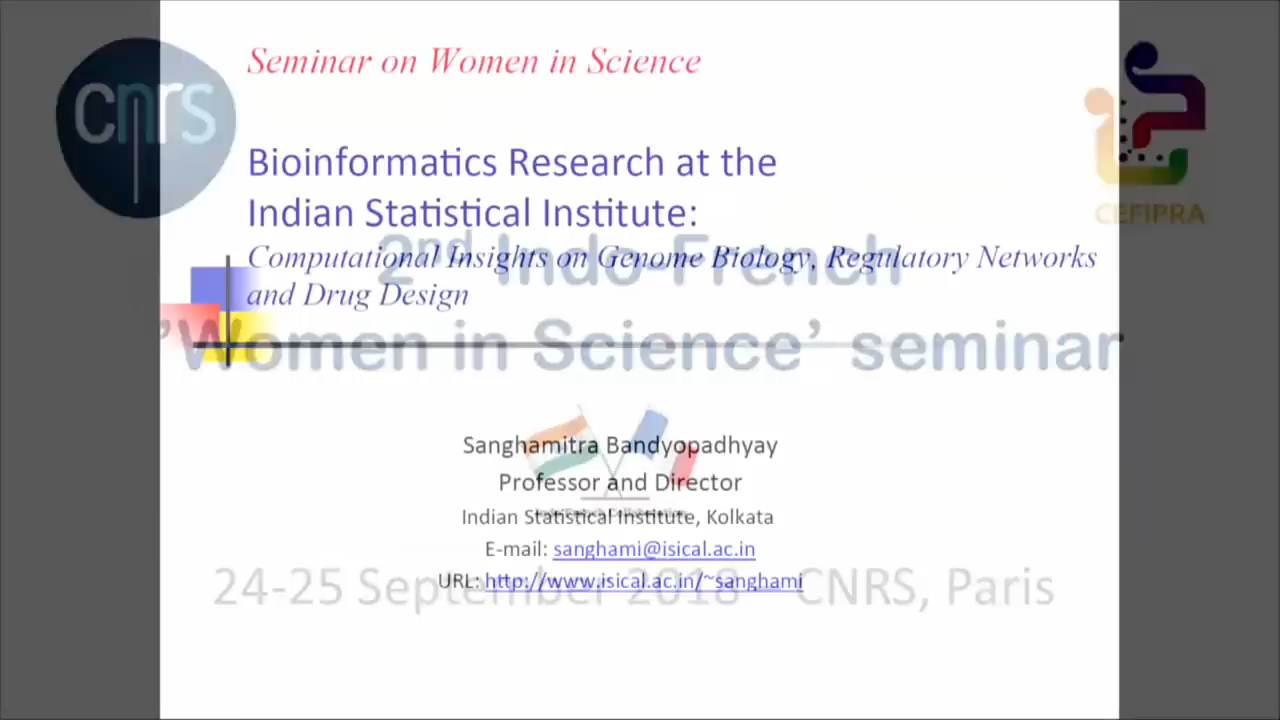 cnrs
Seminar on Women in Science
Bioinformatics Research at the
Indian Statistical Institute:
Computational Insights on Genome Biology, Regulatory Networks
and Drug Design
CEFIPRA
2nd Indo-French
’Women in Science’ seminar
Sanghamitra Bandyopadhyay
Professor and Director
Indian Statistical Institute, Kolkata
E-mail: sanghami@isical.ac.in
URL: http://www.isical.ac.in/~sanghami
24-25 September 2018 CNRS, Paris